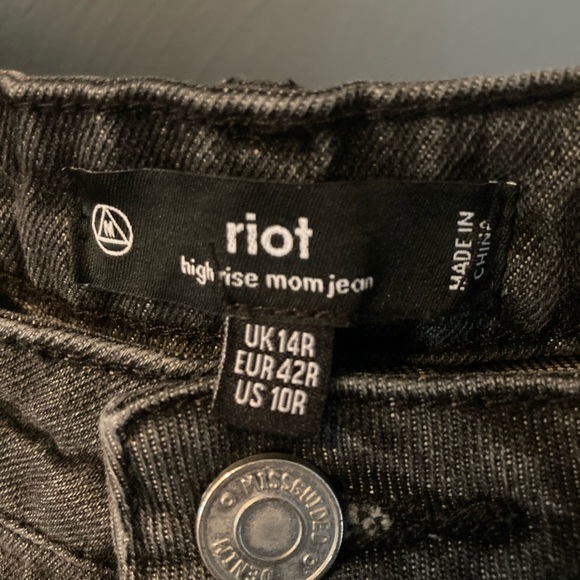 M
riot
high rise mom jean
MADE IN
CHINA
UK 14R
EUR 42R
US 10R
MISSGUIDED
DENIM